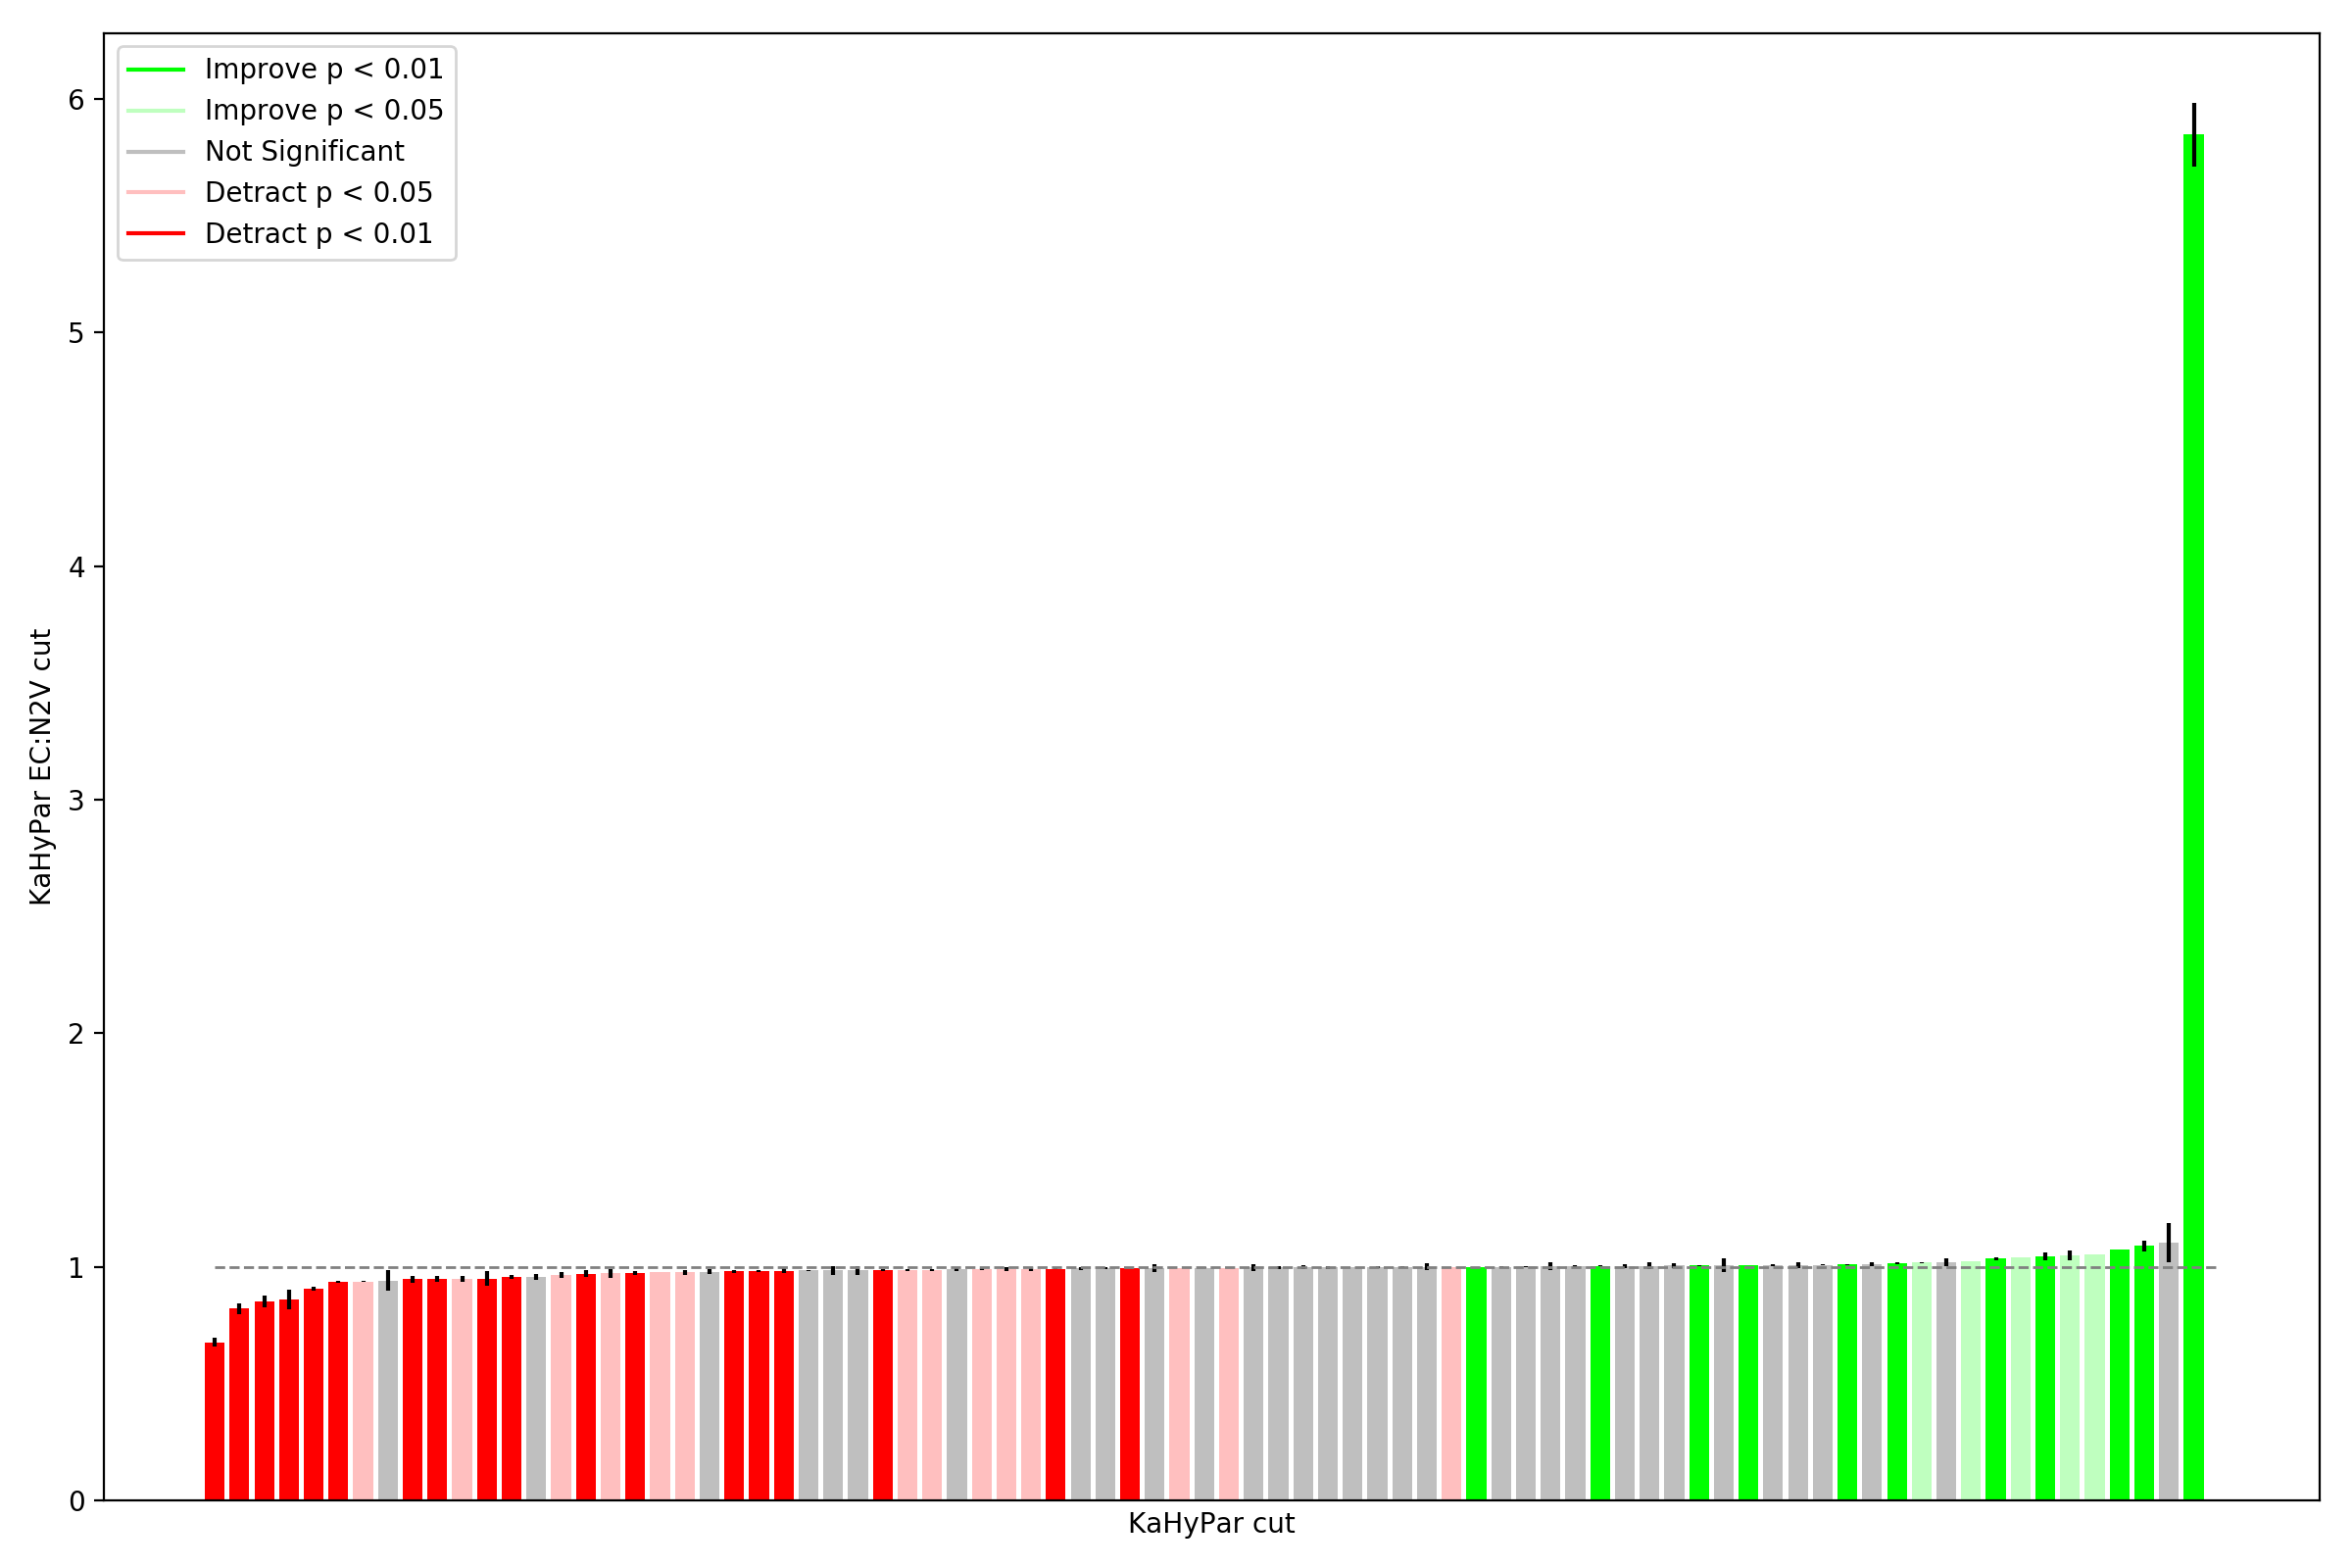 Improve p < 0.01
Improve p < 0.05
Not Significant
Detract p < 0.05
Detract p < 0.01
6
5
4
3
2
1
0
KaHyPar EC:N2V cut
KaHyPar cut